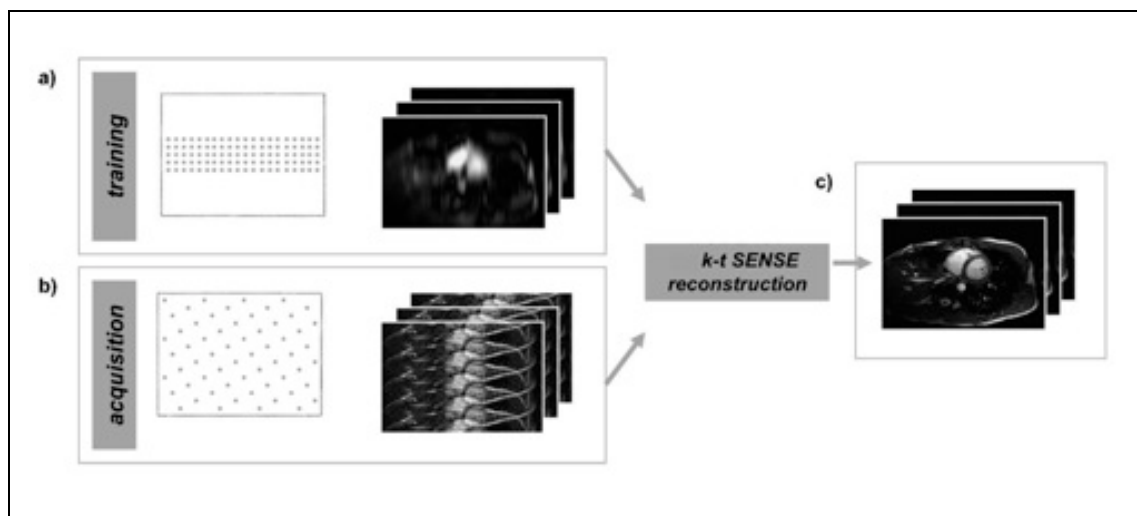 a)
training
b)
acquisition
k-t SENSE
reconstruction
c)